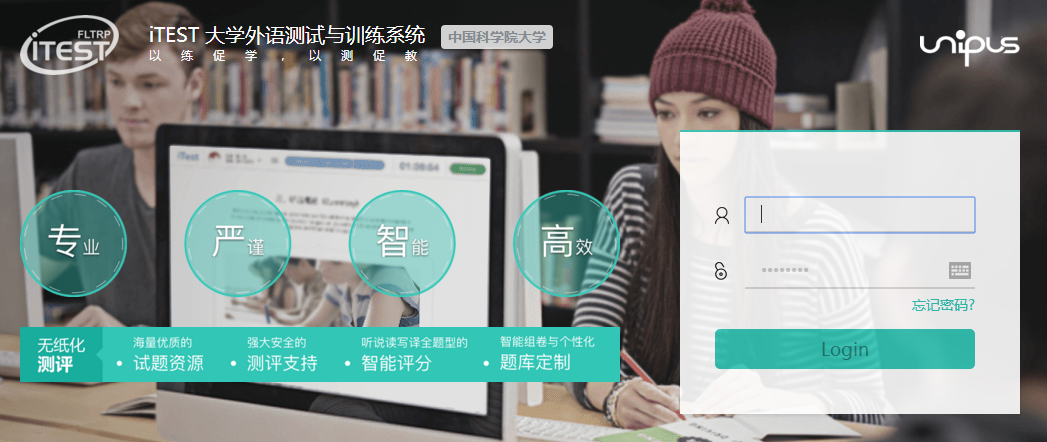 FLTRP
iTEST
iTEST 大学外语测试与训练系统
中国科学院大学
以练促学，以测促教
unipus
iTest
01:38:54
专业
严谨
智能
高效
忘记密码?
Login
无纸化
测评
海量优质的
• 试题资源
强大安全的
• 测评支持
听说读写译全题型的
• 智能评分
智能组卷与个性化
• 题库定制